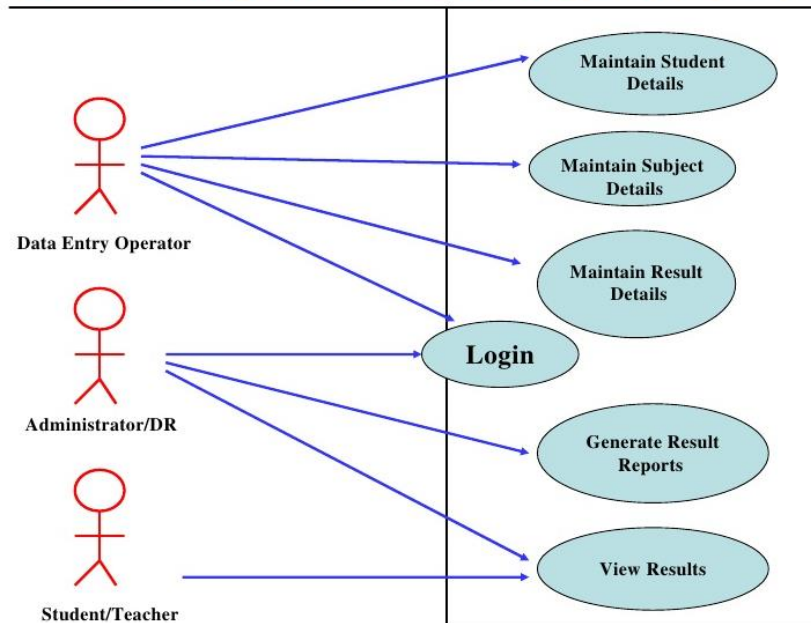 Maintain Student
Details
Maintain Subject
Details
Data Entry Operator
Maintain Result
Details
Login
Administrator/DR
Generate Result
Reports
View Results
Student/Teacher